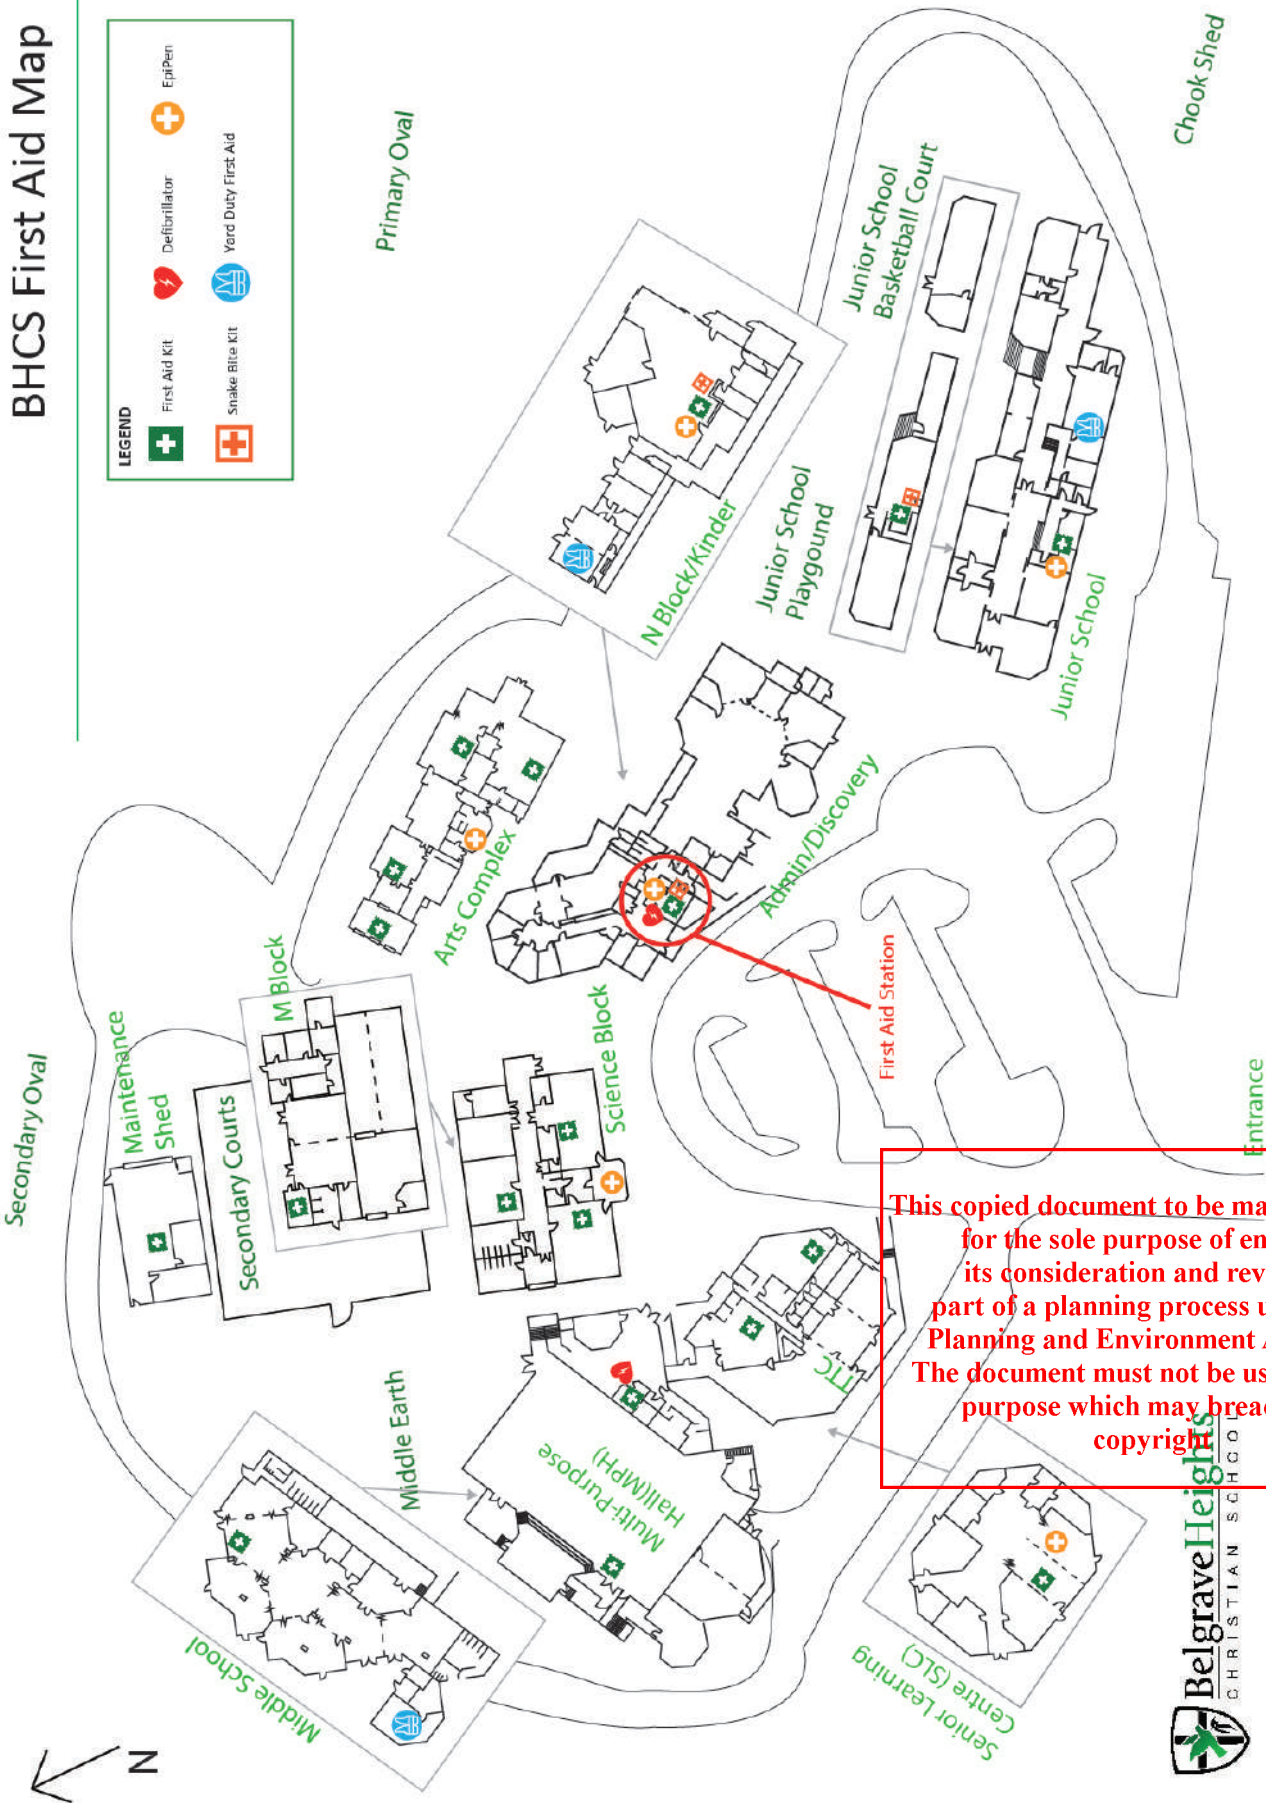 BHCS First Aid Map
LEGEND
First Aid Kit
Defibrillator
EpiPen
Snake Bite Kit
Yard Duty First Aid
Primary Oval
Chook Shed
Junior School
Basketball Court
N Block/Kinder
Junior School
Playgound
Junior School
Arts Complex
Admin/Discovery
First Aid Station
Secondary Oval
Maintenance
Shed
Secondary Courts
M Block
Science Block
Entrance
Middle Earth
Middle School
Multi-Purpose
Hall(MPH)
TTC
Senior Learning
Centre (SLC)
N
This copied document to be ma
for the sole purpose of en
its consideration and rev
part of a planning process u
Planning and Environment A
The document must not be us
purpose which may breac
copyright
BelgraveHeights
CHRISTIAN SCHOOL